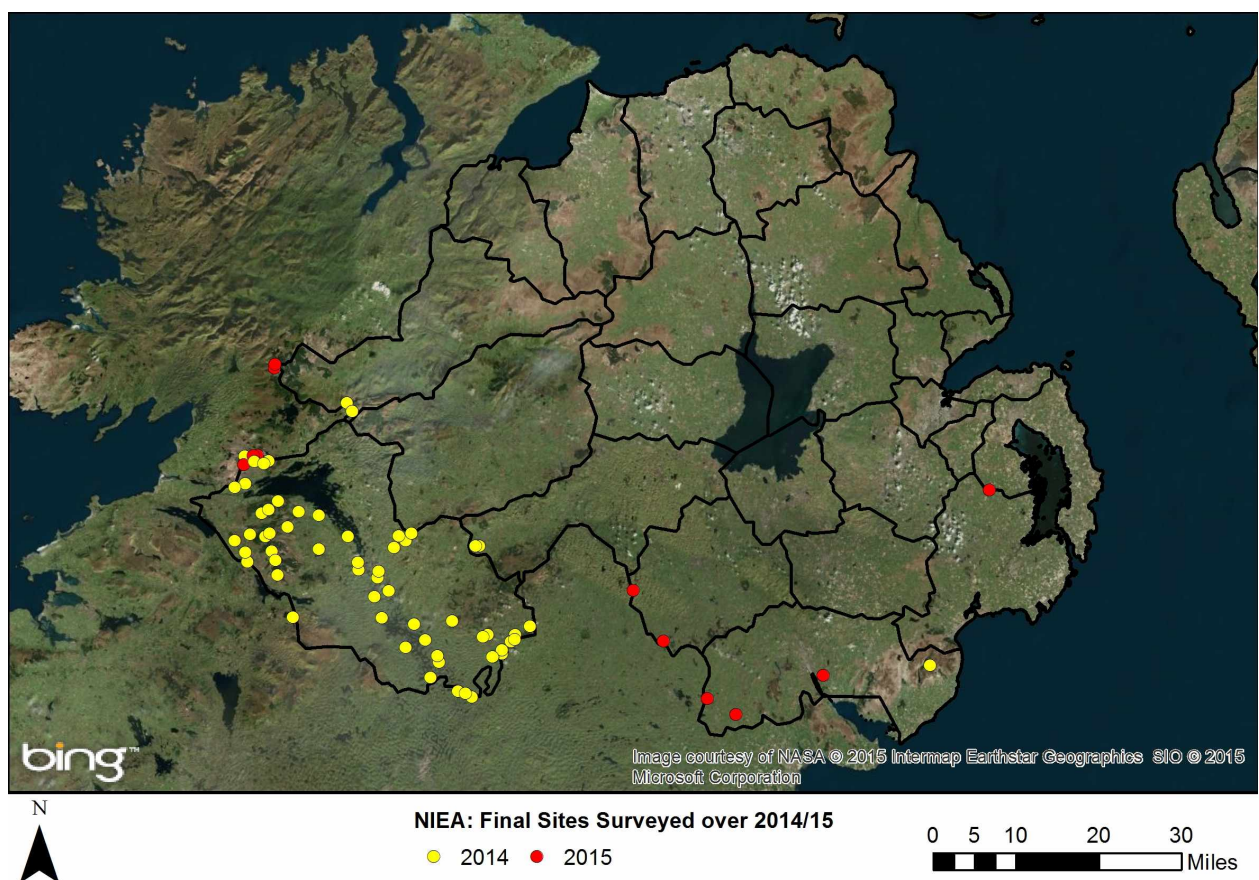 bing™
Image courtesy of NASA © 2015 Intermap Earthstar Geographics SIO © 2015
Microsoft Corporation
N
NIEA: Final Sites Surveyed over 2014/15
2014 2015
0 5 10 20 30
Miles